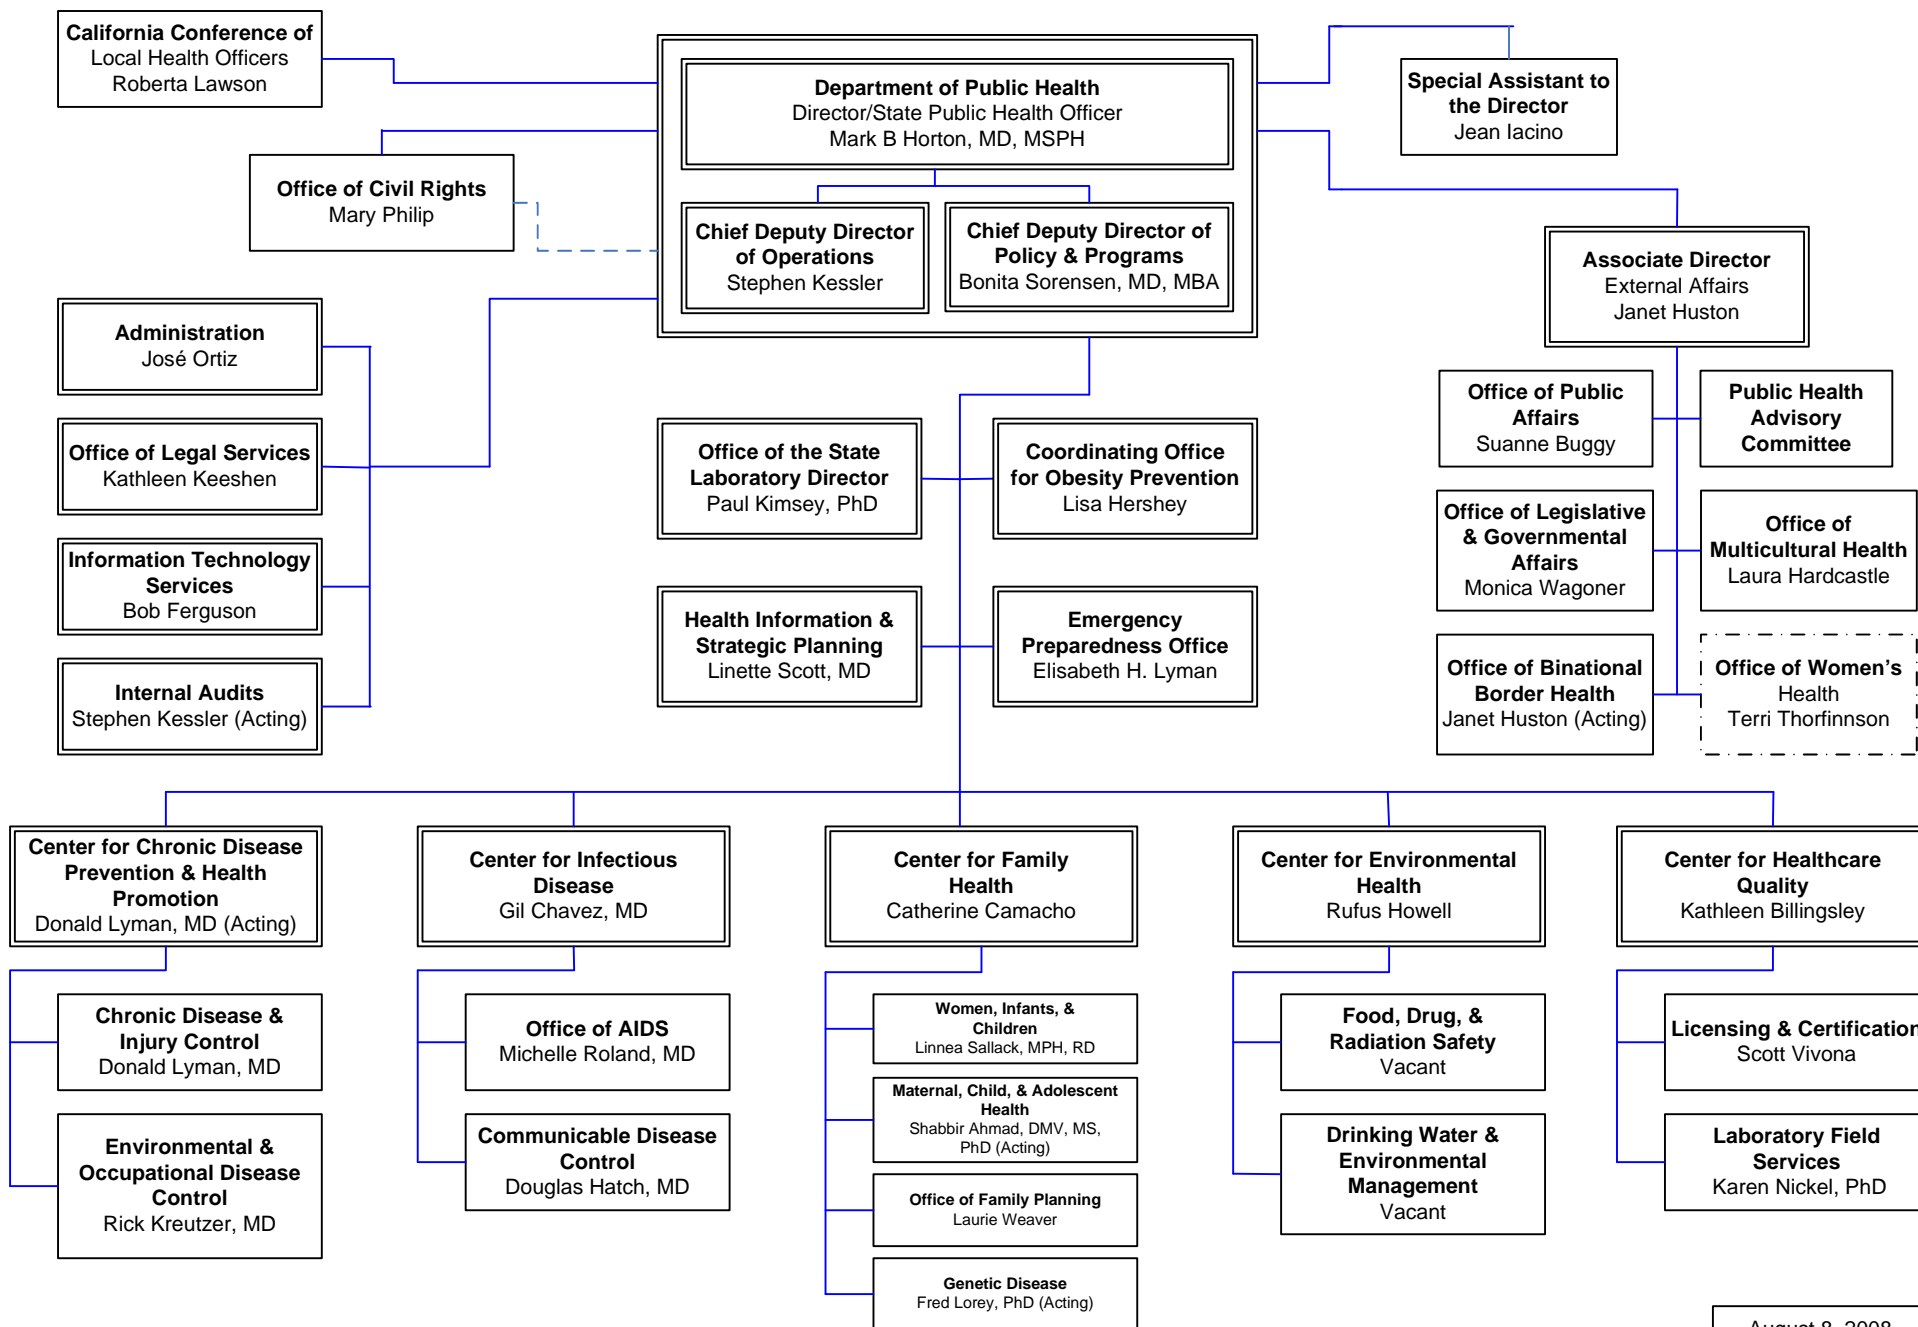 California Conference of
Local Health Officers
Roberta Lawson
Department of Public Health
Director/State Public Health Officer
Mark B Horton, MD, MSPH
Special Assistant to
the Director
Jean Iacino
Office of Civil Rights
Mary Philip
Chief Deputy Director
of Operations
Stephen Kessler
Chief Deputy Director of
Policy & Programs
Bonita Sorensen, MD, MBA
Associate Director
External Affairs
Janet Huston
Administration
José Ortiz
Office of Legal Services
Kathleen Keeshen
Information Technology
Services
Bob Ferguson
Internal Audits
Stephen Kessler (Acting)
Office of the State
Laboratory Director
Paul Kimsey, PhD
Coordinating Office
for Obesity Prevention
Lisa Hershey
Health Information &
Strategic Planning
Linette Scott, MD
Emergency
Preparedness Office
Elisabeth H. Lyman
Office of Public
Affairs
Suanne Buggy
Public Health
Advisory
Committee
Office of Legislative
& Governmental
Affairs
Monica Wagoner
Office of
Multicultural Health
Laura Hardcastle
Office of Binational
Border Health
Janet Huston (Acting)
Office of Women's
Health
Terri Thorfinnson
Center for Chronic Disease
Prevention & Health
Promotion
Donald Lyman, MD (Acting)
Center for Infectious
Disease
Gil Chavez, MD
Center for Family
Health
Catherine Camacho
Center for Environmental
Health
Rufus Howell
Center for Healthcare
Quality
Kathleen Billingsley
Chronic Disease &
Injury Control
Donald Lyman, MD
Environmental &
Occupational Disease
Control
Rick Kreutzer, MD
Office of AIDS
Michelle Roland, MD
Communicable Disease
Control
Douglas Hatch, MD
Women, Infants, &
Children
Linnea Sallack, MPH, RD
Maternal, Child, & Adolescent
Health
Shabbir Ahmad, DMV, MS,
PhD (Acting)
Office of Family Planning
Laurie Weaver
Genetic Disease
Fred Lorey, PhD (Acting)
Food, Drug, &
Radiation Safety
Vacant
Drinking Water &
Environmental
Management
Vacant
Licensing & Certification
Scott Vivona
Laboratory Field
Services
Karen Nickel, PhD
August 8, 2008